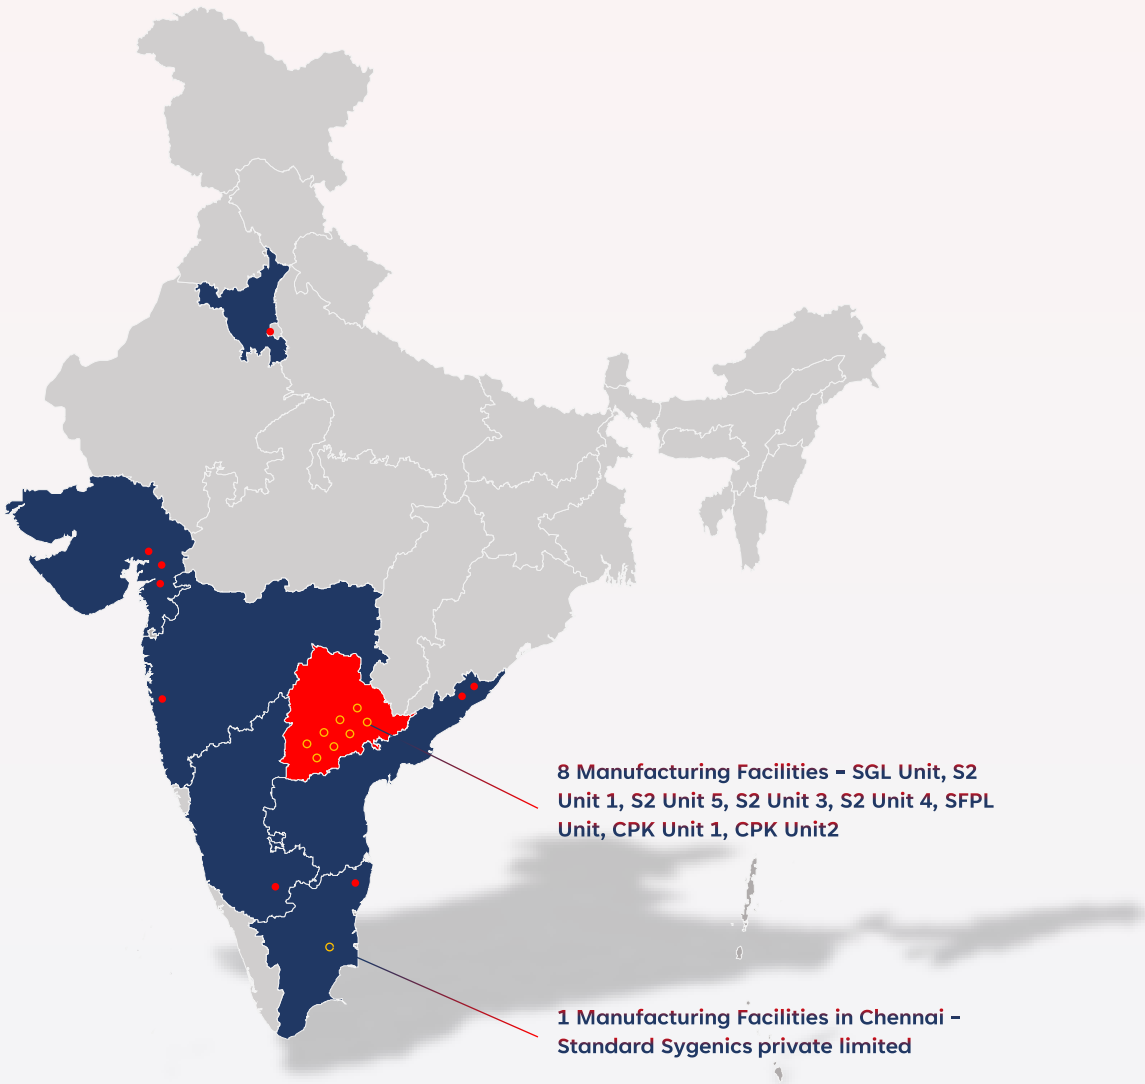 8 Manufacturing Facilities – SGL Unit, S2
Unit 1, S2 Unit 5, S2 Unit 3, S2 Unit 4, SFPL
Unit, CPK Unit 1, CPK Unit2
1 Manufacturing Facilities in Chennai –
Standard Sygenics private limited